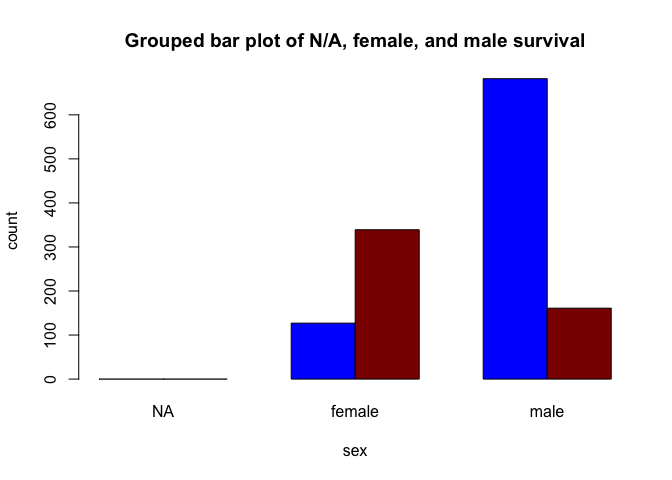 Grouped bar plot of N/A, female, and male survival
count
600
500
400
300
200
100
0
NA
female
male
sex